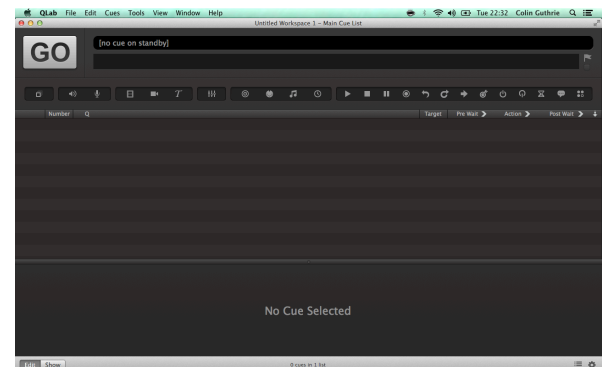 QLab File Edit Cues Tools View Window Help Tue 22:32 Colin Guthrie
Untitled Workspace 1 – Main Cue List
GO
[no cue on standby]
T
Number Q Target Pre Wait Action Post Wait
No Cue Selected
Edit Show 0 cues in 1 list